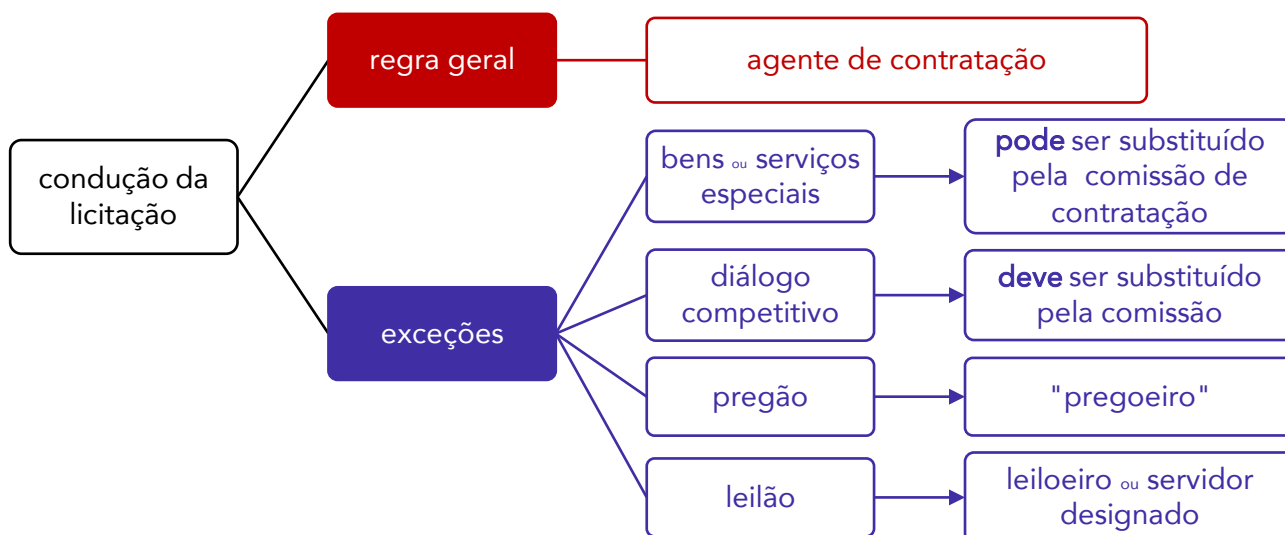 condução da
licitação
regra geral
agente de contratação
exceções
bens ou serviços
especiais
pode ser substituído
pela comissão de
contratação
diálogo
competitivo
deve ser substituído
pela comissão
pregão
"pregoeiro"
leilão
leiloeiro ou servidor
designado